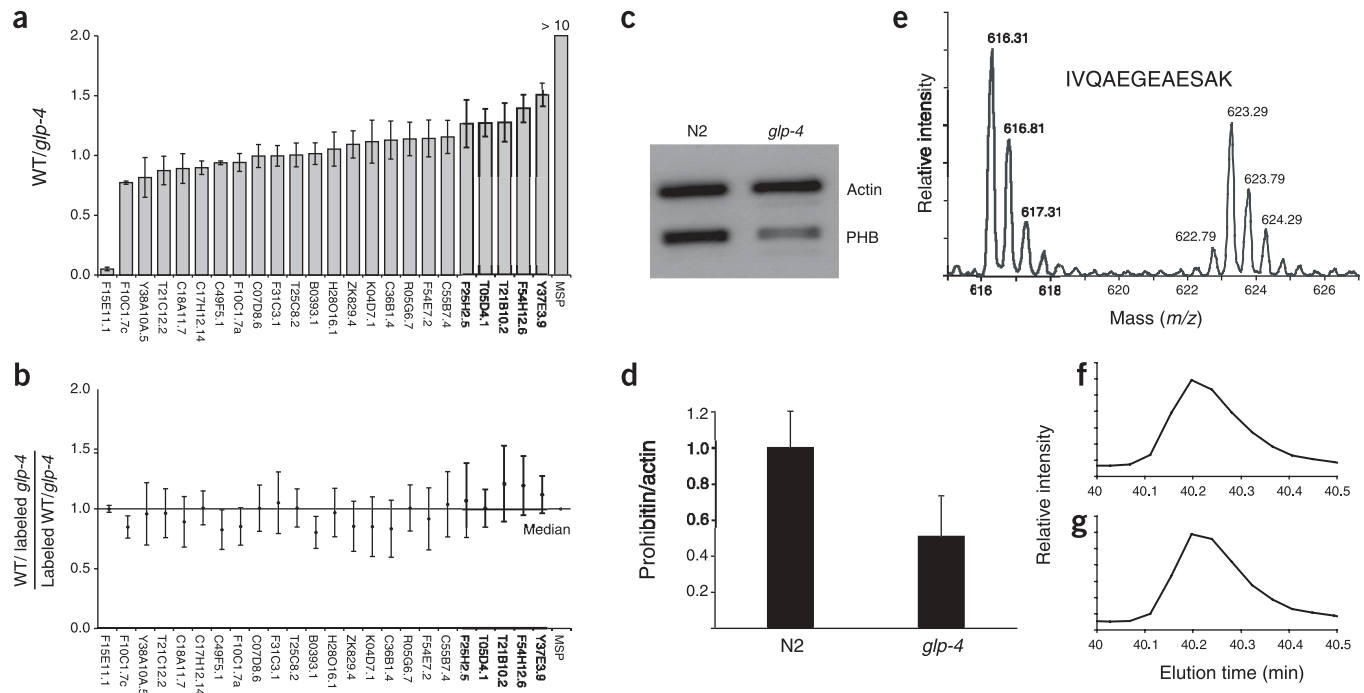 a
> 10
2.0
1.5
1.0
0.5
0.0
WT/glp-4
F15E11.1
F10C1.7c
Y38A10A.5
T21C12.2
C18A11.7
C17H12.14
C49F5.1
F10C1.7a
C07D8.6
F31C3.1
T25C8.2
B0393.1
H28O16.1
ZK829.4
K04D7.1
C36B1.4
R05G6.7
F54E7.2
C55B7.4
F25H2.5
T05D4.1
T21B10.2
F54H12.6
Y37E3.9
MSP
b
2.0
1.5
1.0
0.5
0.0
WT/ labeled glp-4
Labeled WT/glp-4
Median
F15E11.1
F10C1.7c
Y38A10A.5
T21C12.2
C18A11.7
C17H12.14
C49F5.1
F10C1.7a
C07D8.6
F31C3.1
T25C8.2
B0393.1
H28O16.1
ZK829.4
K04D7.1
C36B1.4
R05G6.7
F54E7.2
C55B7.4
F25H2.5
T05D4.1
T21B10.2
F54H12.6
Y37E3.9
MSP
c
N2 glp-4
Actin
PHB
d
1.2
1.0
0.8
0.6
0.4
0.2
Prohibitin/actin
N2 glp-4
e
Relative intensity
IVQAEGEAESAK
616.31
616.81
617.31
622.79
623.29
623.79
624.29
616 618 620 622 624 626
Mass (m/z)
f
40 40.1 40.2 40.3 40.4 40.5
Relative intensity
g
40 40.1 40.2 40.3 40.4 40.5
Elution time (min)